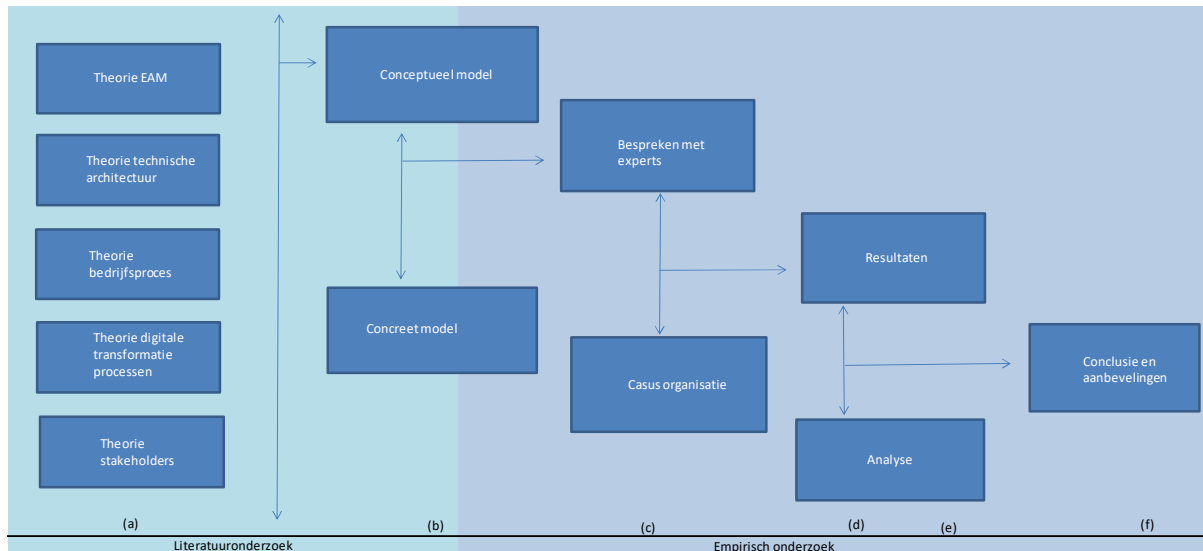 Theorie EAM
Theorie technische
architectuur
Theorie
bedrijfsproces
Theorie digitale
transformatie
processen
Theorie
stakeholders
Conceptueel model
Concreet model
Bespreken met
experts
Casus organisatie
Resultaten
Analyse
Conclusie en
aanbevelingen
(a)
(b)
(c)
(d)
(e)
(f)
Literatuuronderzoek
Empirisch onderzoek